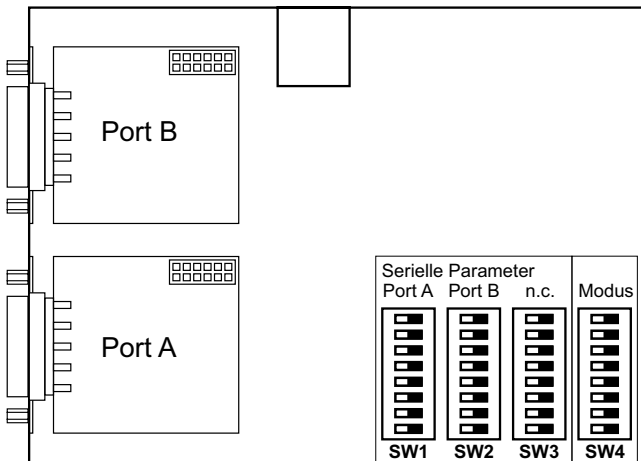 Port B
Port A
Serielle Parameter
Port A Port B n.c. Modus
SW1 SW2 SW3 SW4